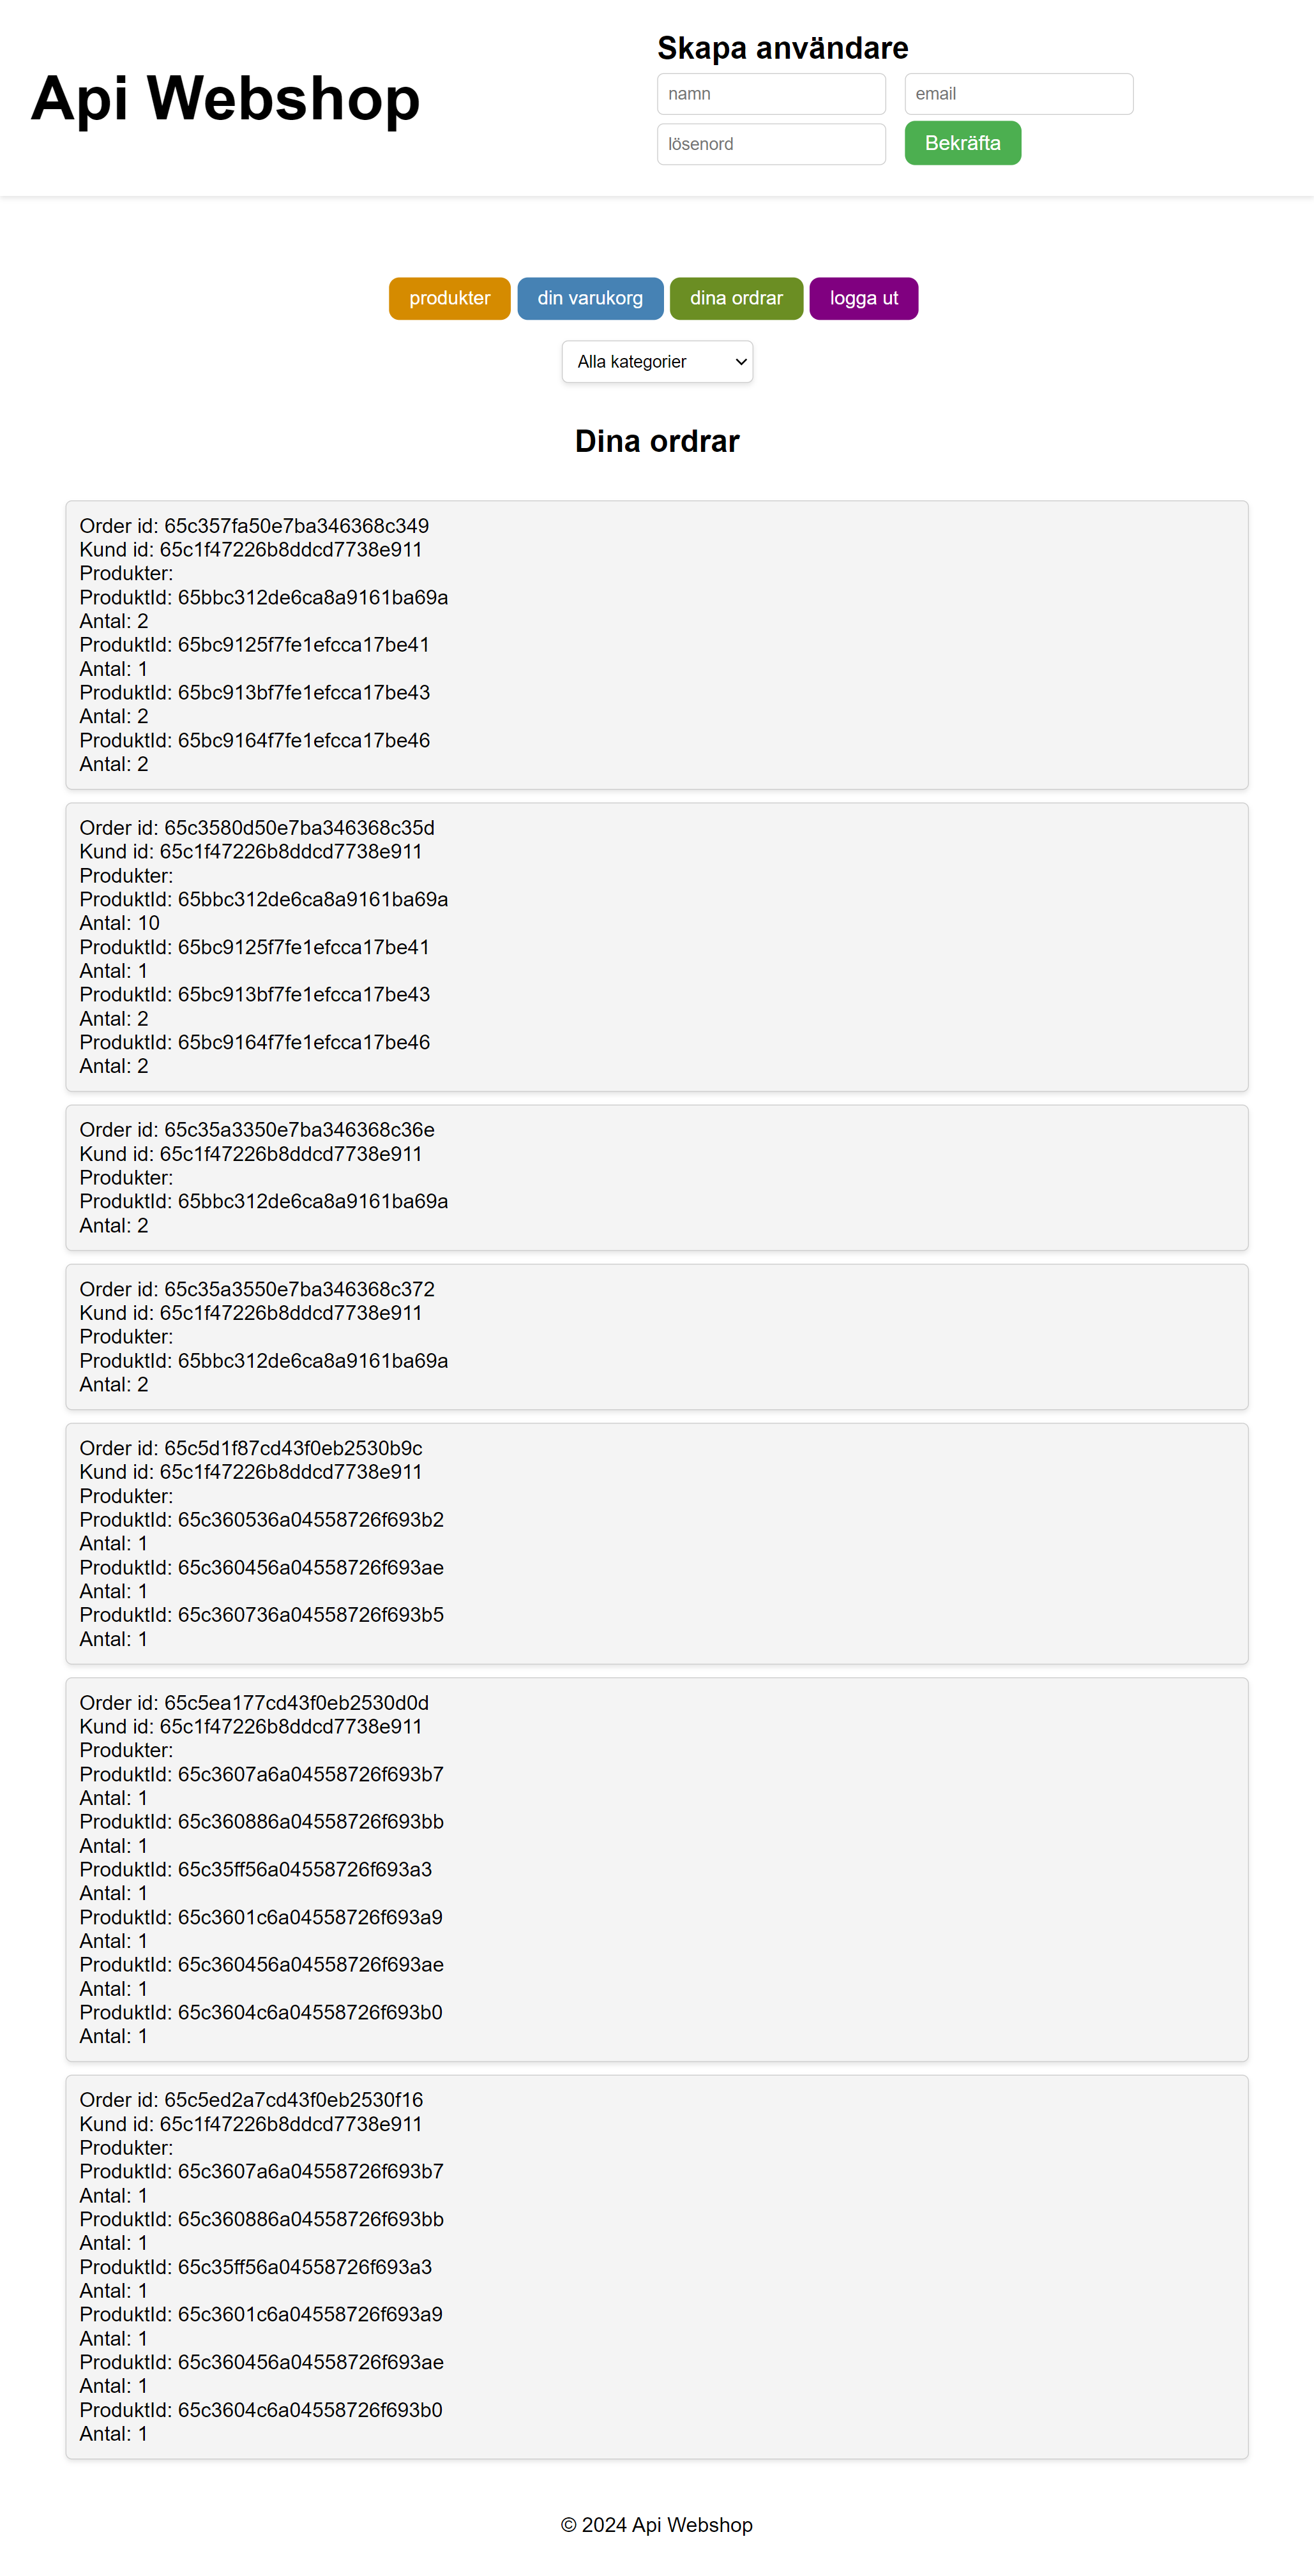 Api Webshop
Skapa användare
namn
email
lösenord
Bekräfta
produkter
din varukorg
dina ordrar
logga ut
Alla kategorier
Dina ordrar
Order id: 65c357fa50e7ba346368c349
Kund id: 65c1f47226b8ddcd7738e911
Produkter:
ProduktId: 65bbc312de6ca8a9161ba69a
Antal: 2
ProduktId: 65bc9125f7fe1efcca17be41
Antal: 1
ProduktId: 65bc913bf7fe1efcca17be43
Antal: 2
ProduktId: 65bc9164f7fe1efcca17be46
Antal: 2
Order id: 65c3580d50e7ba346368c35d
Kund id: 65c1f47226b8ddcd7738e911
Produkter:
ProduktId: 65bbc312de6ca8a9161ba69a
Antal: 10
ProduktId: 65bc9125f7fe1efcca17be41
Antal: 1
ProduktId: 65bc913bf7fe1efcca17be43
Antal: 2
ProduktId: 65bc9164f7fe1efcca17be46
Antal: 2
Order id: 65c35a3350e7ba346368c36e
Kund id: 65c1f47226b8ddcd7738e911
Produkter:
ProduktId: 65bbc312de6ca8a9161ba69a
Antal: 2
Order id: 65c35a3550e7ba346368c372
Kund id: 65c1f47226b8ddcd7738e911
Produkter:
ProduktId: 65bbc312de6ca8a9161ba69a
Antal: 2
Order id: 65c5d1f87cd43f0eb2530b9c
Kund id: 65c1f47226b8ddcd7738e911
Produkter:
ProduktId: 65c360536a04558726f693b2
Antal: 1
ProduktId: 65c360456a04558726f693ae
Antal: 1
ProduktId: 65c360736a04558726f693b5
Antal: 1
Order id: 65c5ea177cd43f0eb2530d0d
Kund id: 65c1f47226b8ddcd7738e911
Produkter:
ProduktId: 65c3607a6a04558726f693b7
Antal: 1
ProduktId: 65c360886a04558726f693bb
Antal: 1
ProduktId: 65c35ff56a04558726f693a3
Antal: 1
ProduktId: 65c3601c6a04558726f693a9
Antal: 1
ProduktId: 65c360456a04558726f693ae
Antal: 1
ProduktId: 65c3604c6a04558726f693b0
Antal: 1
Order id: 65c5ed2a7cd43f0eb2530f16
Kund id: 65c1f47226b8ddcd7738e911
Produkter:
ProduktId: 65c3607a6a04558726f693b7
Antal: 1
ProduktId: 65c360886a04558726f693bb
Antal: 1
ProduktId: 65c35ff56a04558726f693a3
Antal: 1
ProduktId: 65c3601c6a04558726f693a9
Antal: 1
ProduktId: 65c360456a04558726f693ae
Antal: 1
ProduktId: 65c3604c6a04558726f693b0
Antal: 1
© 2024 Api Webshop